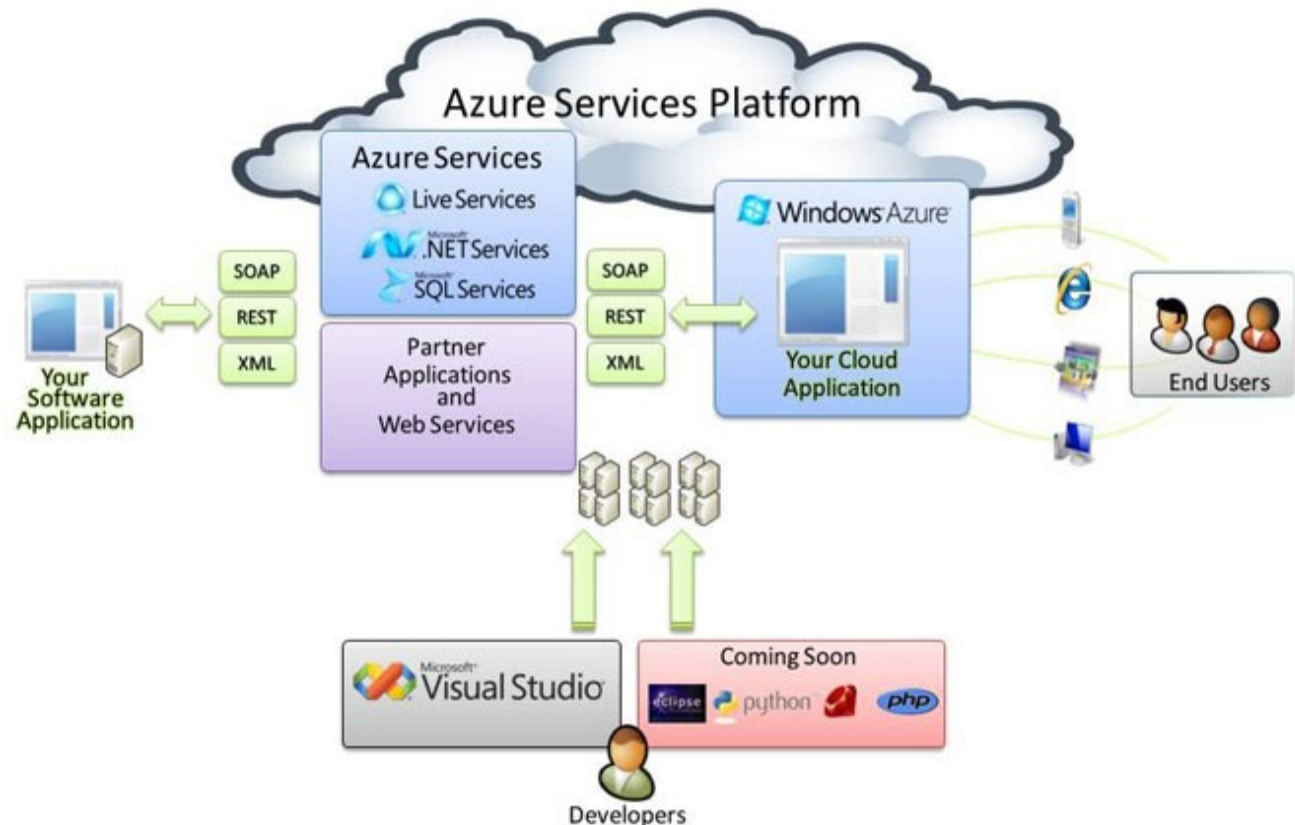 Azure Services Platform
Azure Services
Live Services
Microsoft
.NET Services
Microsoft
SQL Services
Windows Azure
SOAP
REST
XML
SOAP
REST
XML
Your
Software
Application
Partner
Applications
and
Web Services
Your Cloud
Application
End Users
Microsoft
Visual Studio
Coming Soon
eclipse
python
php
Developers